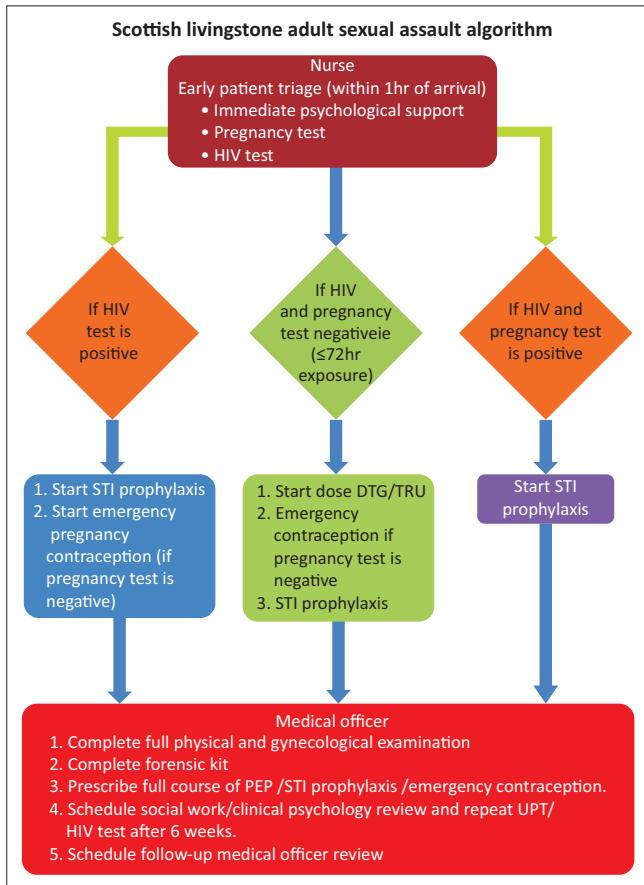 Scottish livingstone adult sexual assault algorithm
Nurse
Early patient triage (within 1hr of arrival)
• Immediate psychological support
• Pregnancy test
• HIV test
If HIV
test is
positive
If HIV
and pregnancy
test negativeie
(≤72hr
exposure)
If HIV and
pregnancy test
is positive
1. Start STI prophylaxis
2. Start emergency
pregnancy
contraception (if
pregnancy test is
negative)
1. Start dose DTG/TRU
2. Emergency
contraception if
pregnancy test is
negative
3. STI prophylaxis
Start STI
prophylaxis
Medical officer
1. Complete full physical and gynecological examination
2. Complete forensic kit
3. Prescribe full course of PEP /STI prophylaxis /emergency contraception.
4. Schedule social work/clinical psychology review and repeat UPT/
HIV test after 6 weeks.
5. Schedule follow-up medical officer review